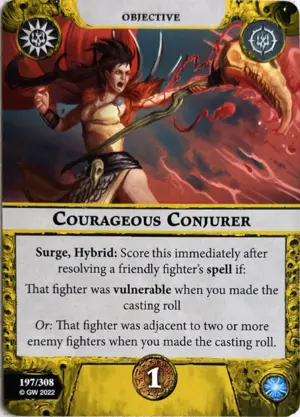 OBJECTIVE
COURAGEOUS CONJURER
Surge, Hybrid: Score this immediately after
resolving a friendly fighter's spell if:
That fighter was vulnerable when you made the
casting roll
Or: That fighter was adjacent to two or more
enemy fighters when you made the casting roll.
197/308
© GW 2022
1